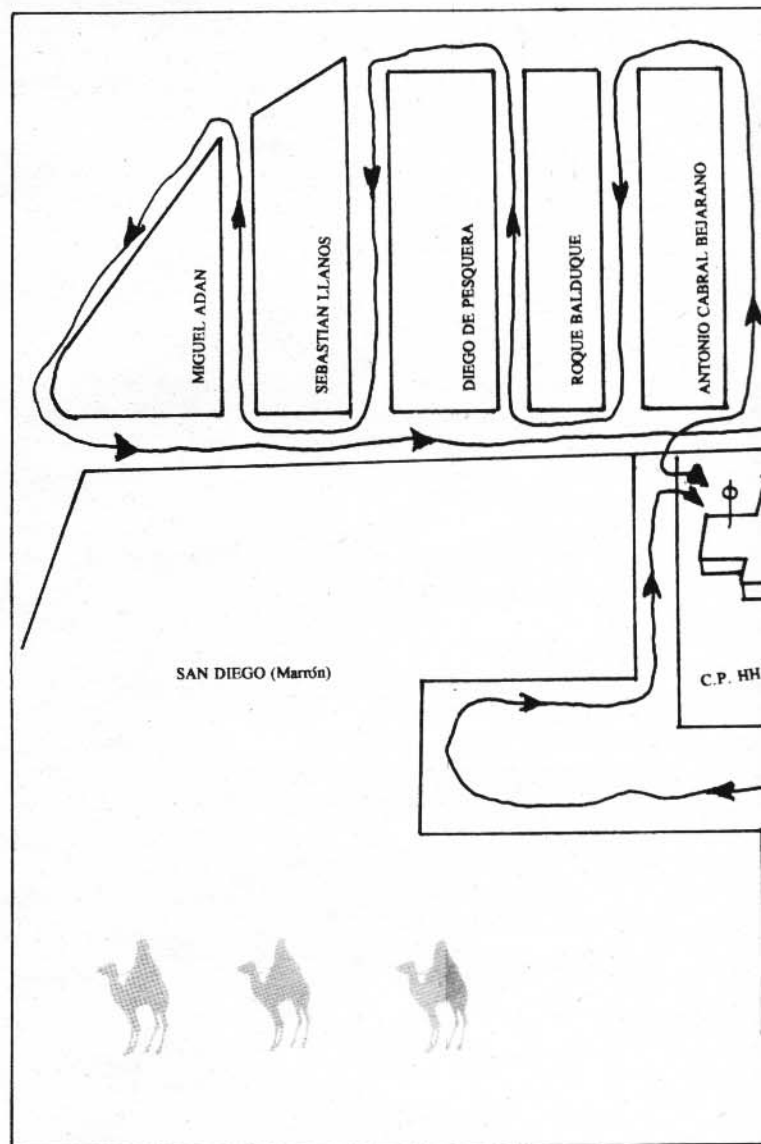 MIGUEL ADAN
SEBASTIAN LLANOS
DIEGO DE PESQUERA
ROQUE BALDUQUE
ANTONIO CABRAL BEJARANO
SAN DIEGO (Marrón)
C.P. HH